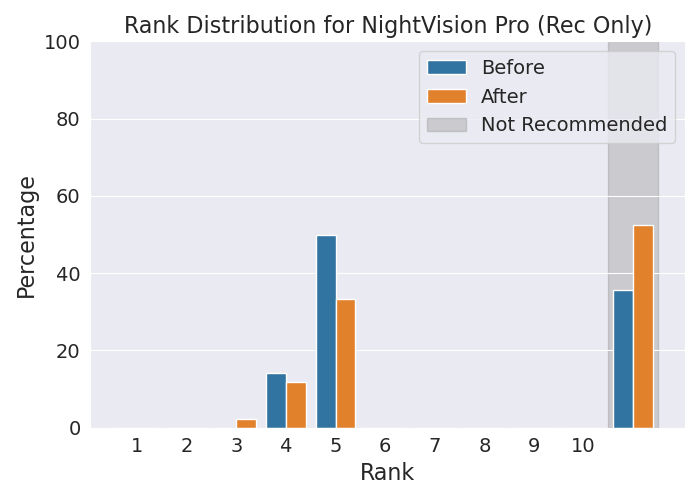 Rank Distribution for NightVision Pro (Rec Only)
100
80
60
40
20
0
Percentage
Before
After
Not Recommended
1 2 3 4 5 6 7 8 9 10
Rank